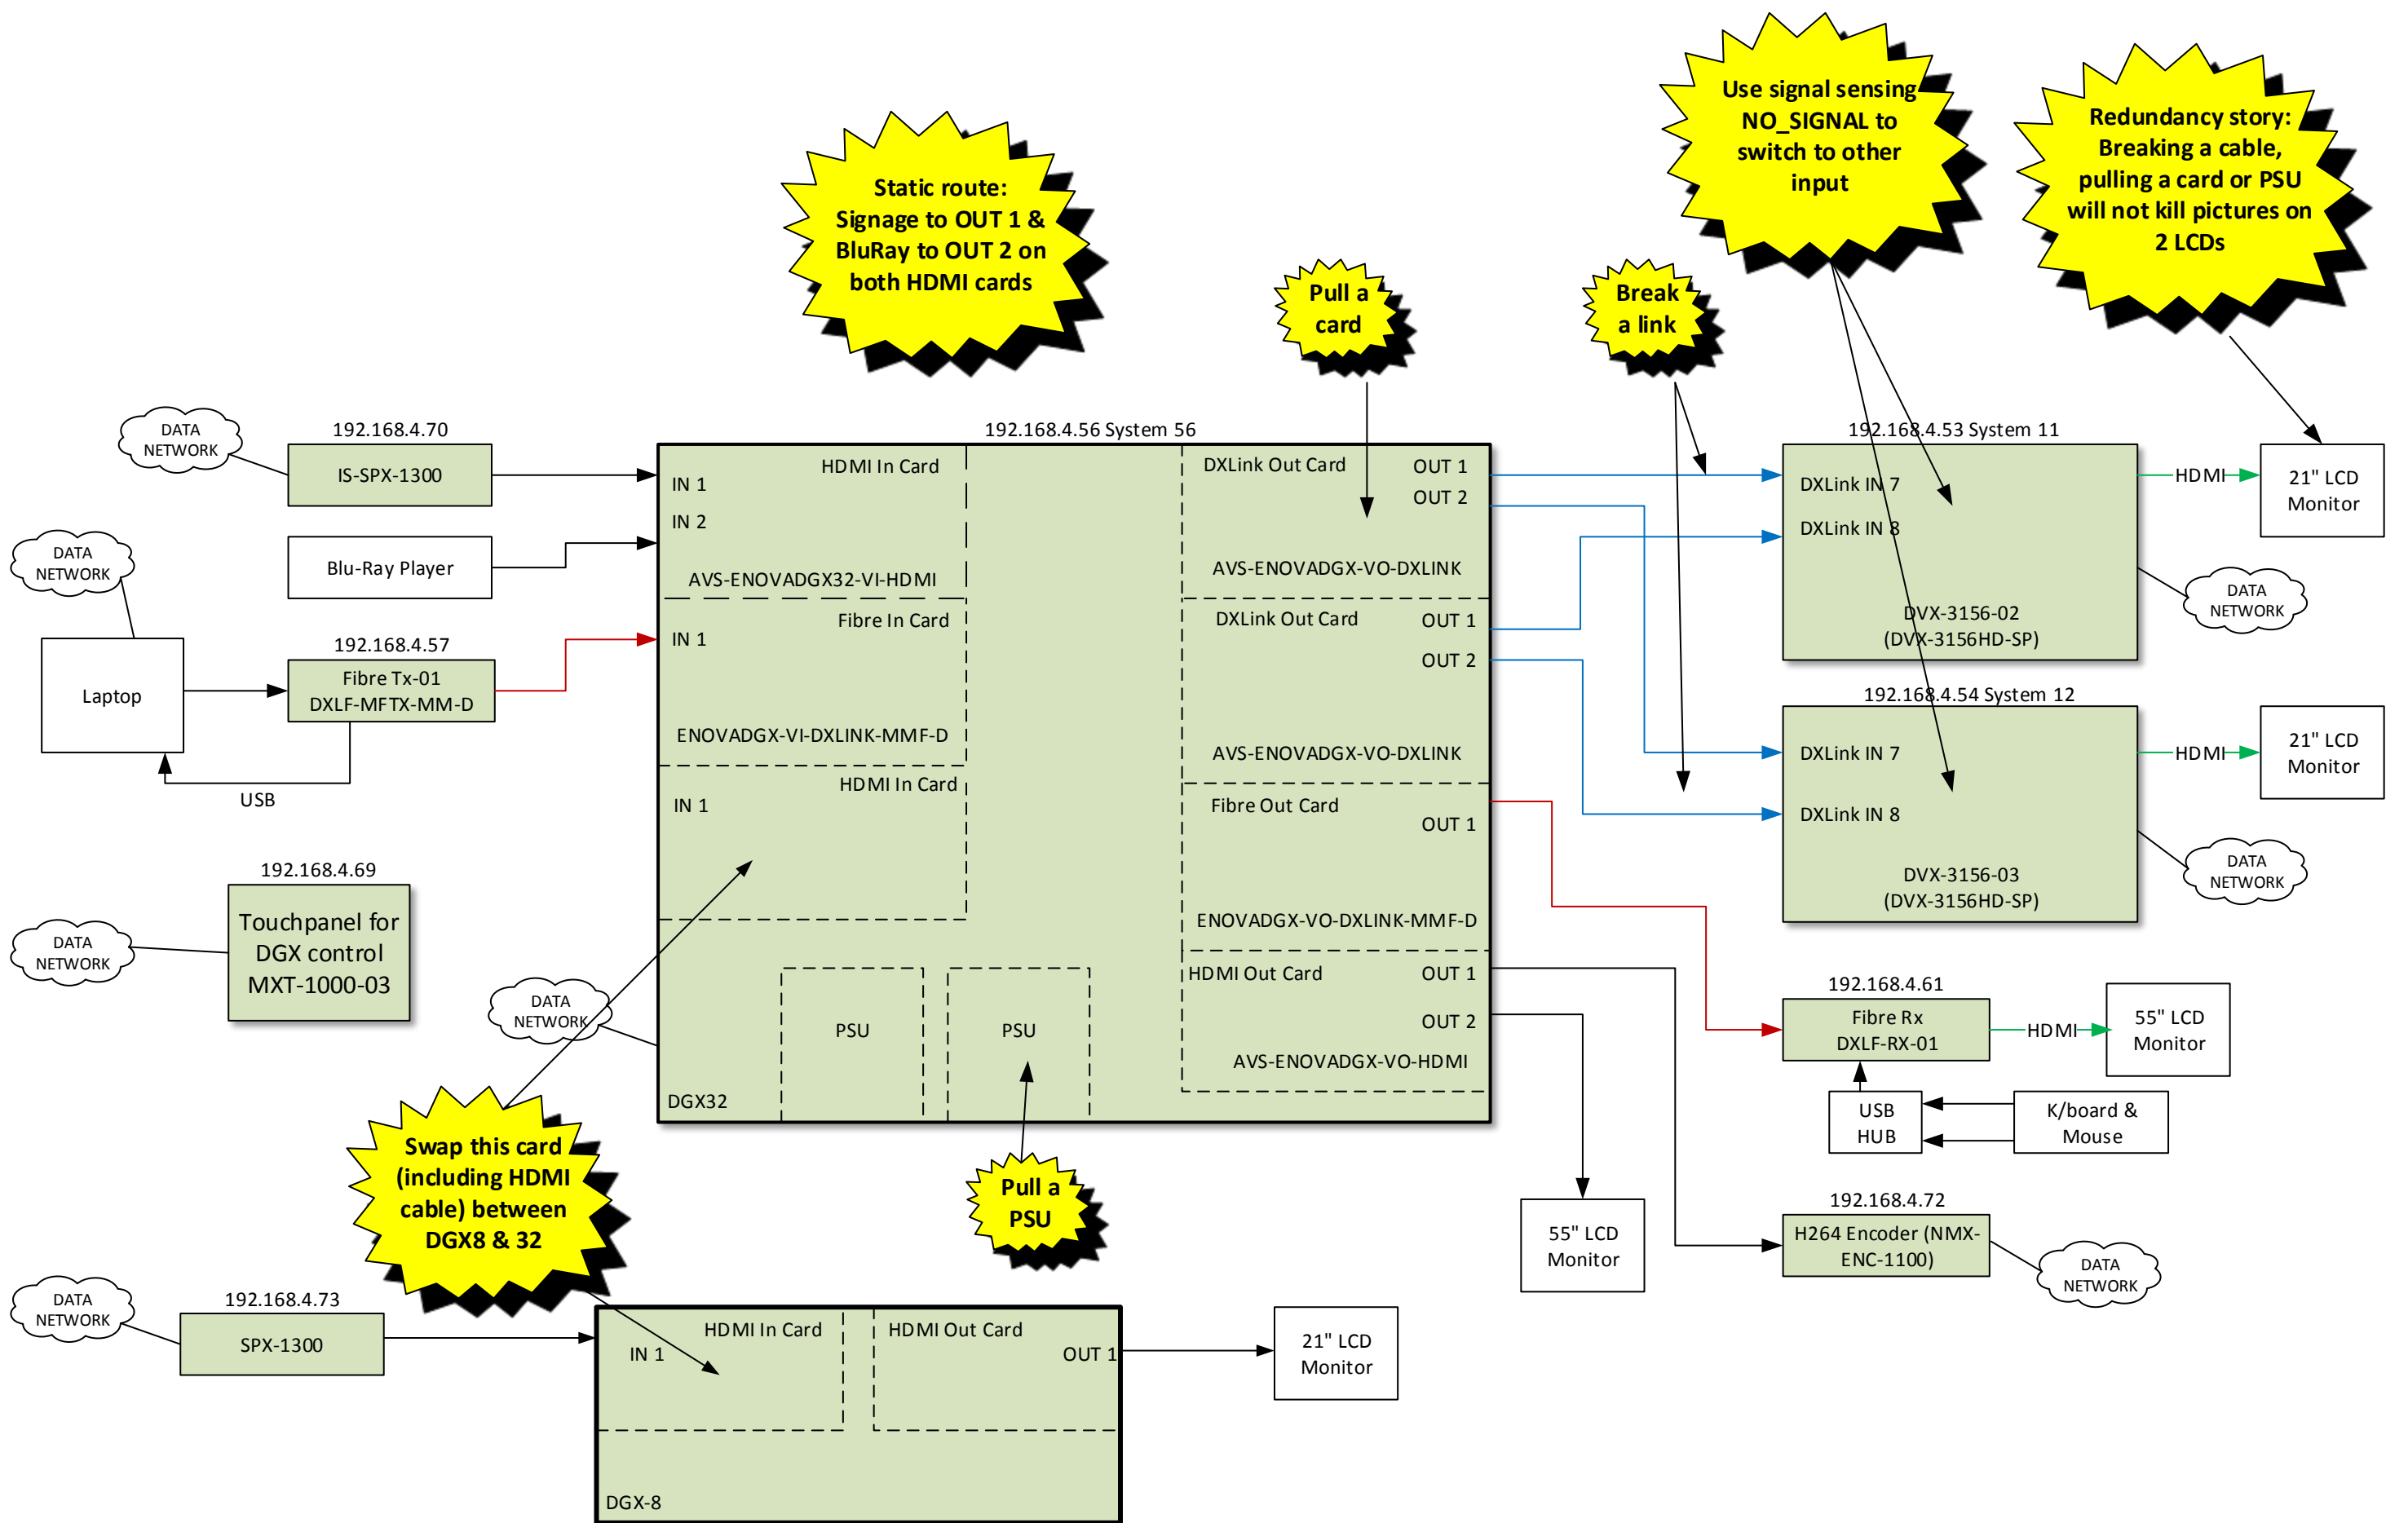 Use signal sensing
NO_SIGNAL to
switch to other
input
Redundancy story:
Breaking a cable,
pulling a card or PSU
will not kill pictures on
2 LCDs
Static route:
Signage to OUT 1 &
BluRay to OUT 2 on
both HDMI cards
Pull a
card
Break
a link
DATA
NETWORK
192.168.4.70
IS-SPX-1300
Blu-Ray Player
DATA
NETWORK
Laptop
192.168.4.57
Fibre Tx-01
DXLF-MFTX-MM-D
USB
192.168.4.69
Touchpanel for
DGX control
MXT-1000-03
DATA
NETWORK
DATA
NETWORK
192.168.4.56 System 56
HDMI In Card
IN 1
IN 2
AVS-ENOVADGX32-VI-HDMI
Fibre In Card
IN 1
ENOVADGX-VI-DXLINK-MMF-D
HDMI In Card
IN 1
PSU
PSU
DGX32
DXLink Out Card
OUT 1
OUT 2
AVS-ENOVADGX-VO-DXLINK
DXLink Out Card
OUT 1
OUT 2
AVS-ENOVADGX-VO-DXLINK
Fibre Out Card
OUT 1
ENOVADGX-VO-DXLINK-MMF-D
HDMI Out Card
OUT 1
OUT 2
AVS-ENOVADGX-VO-HDMI
192.168.4.53 System 11
DXLink IN 7
DXLink IN 8
DVX-3156-02
(DVX-3156HD-SP)
HDMI
21" LCD
Monitor
DATA
NETWORK
192.168.4.54 System 12
DXLink IN 7
DXLink IN 8
DVX-3156-03
(DVX-3156HD-SP)
HDMI
21" LCD
Monitor
DATA
NETWORK
192.168.4.61
Fibre Rx
DXLF-RX-01
HDMI
55" LCD
Monitor
USB
HUB
K/board &
Mouse
192.168.4.72
H264 Encoder (NMX-
ENC-1100)
DATA
NETWORK
55" LCD
Monitor
Swap this card
(including HDMI
cable) between
DGX8 & 32
Pull a
PSU
DATA
NETWORK
192.168.4.73
SPX-1300
HDMI In Card
IN 1
HDMI Out Card
OUT 1
DGX-8
21" LCD
Monitor